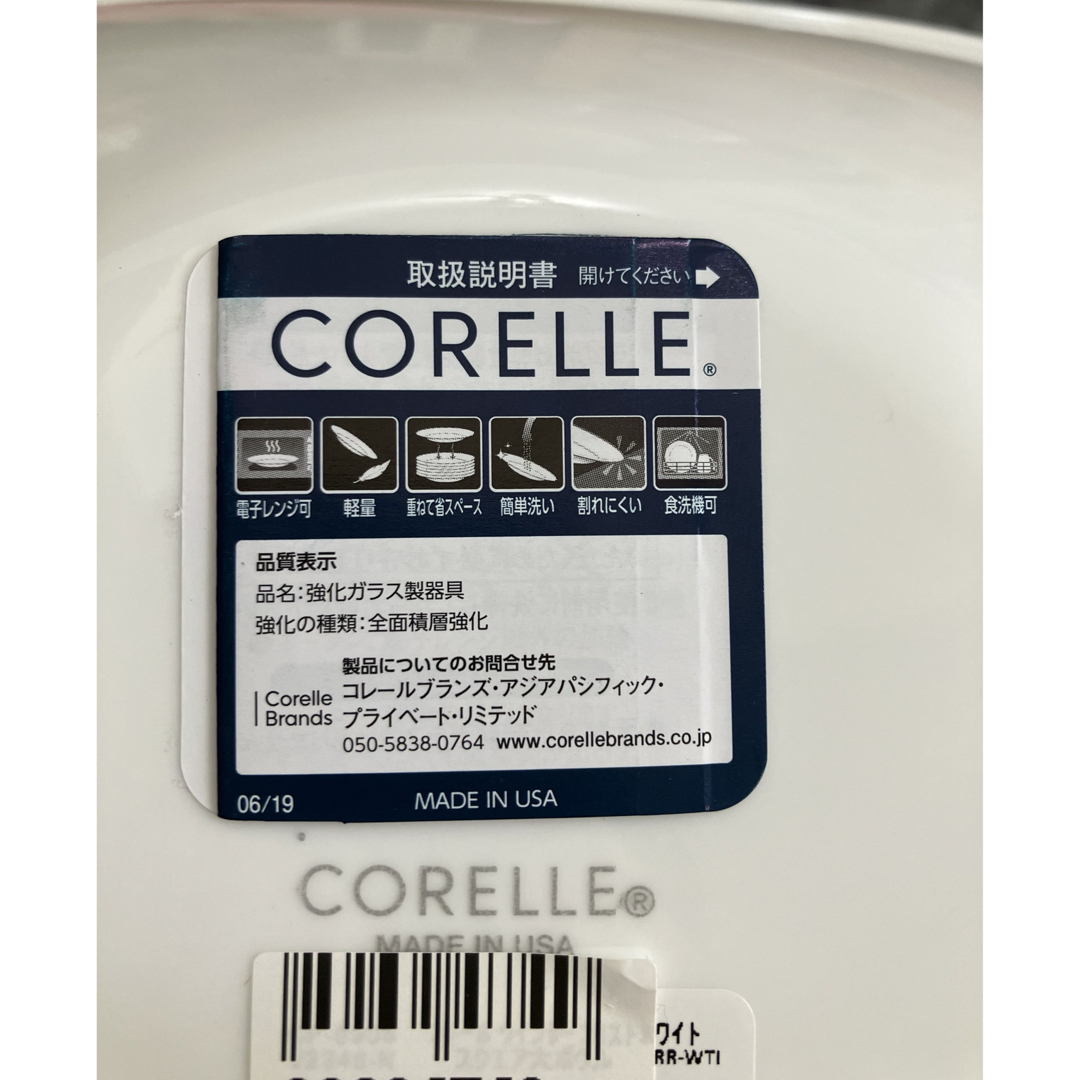 取扱説明書 開けてください
CORELLE®
電子レンジ可 軽量 重ねて省スペース 簡単洗い 割れにくい 食洗機可
品質表示
品名:強化ガラス製器具
強化の種類:全面積層強化
製品についてのお問合せ先
Corelle Brands
コレールブランズ・アジアパシフィック・
プライベート・リミテッド
050-5838-0764 www.corellebrands.co.jp
06/19 MADE IN USA
CORELLE®
MADE IN USA
ワイト
RR-WTI